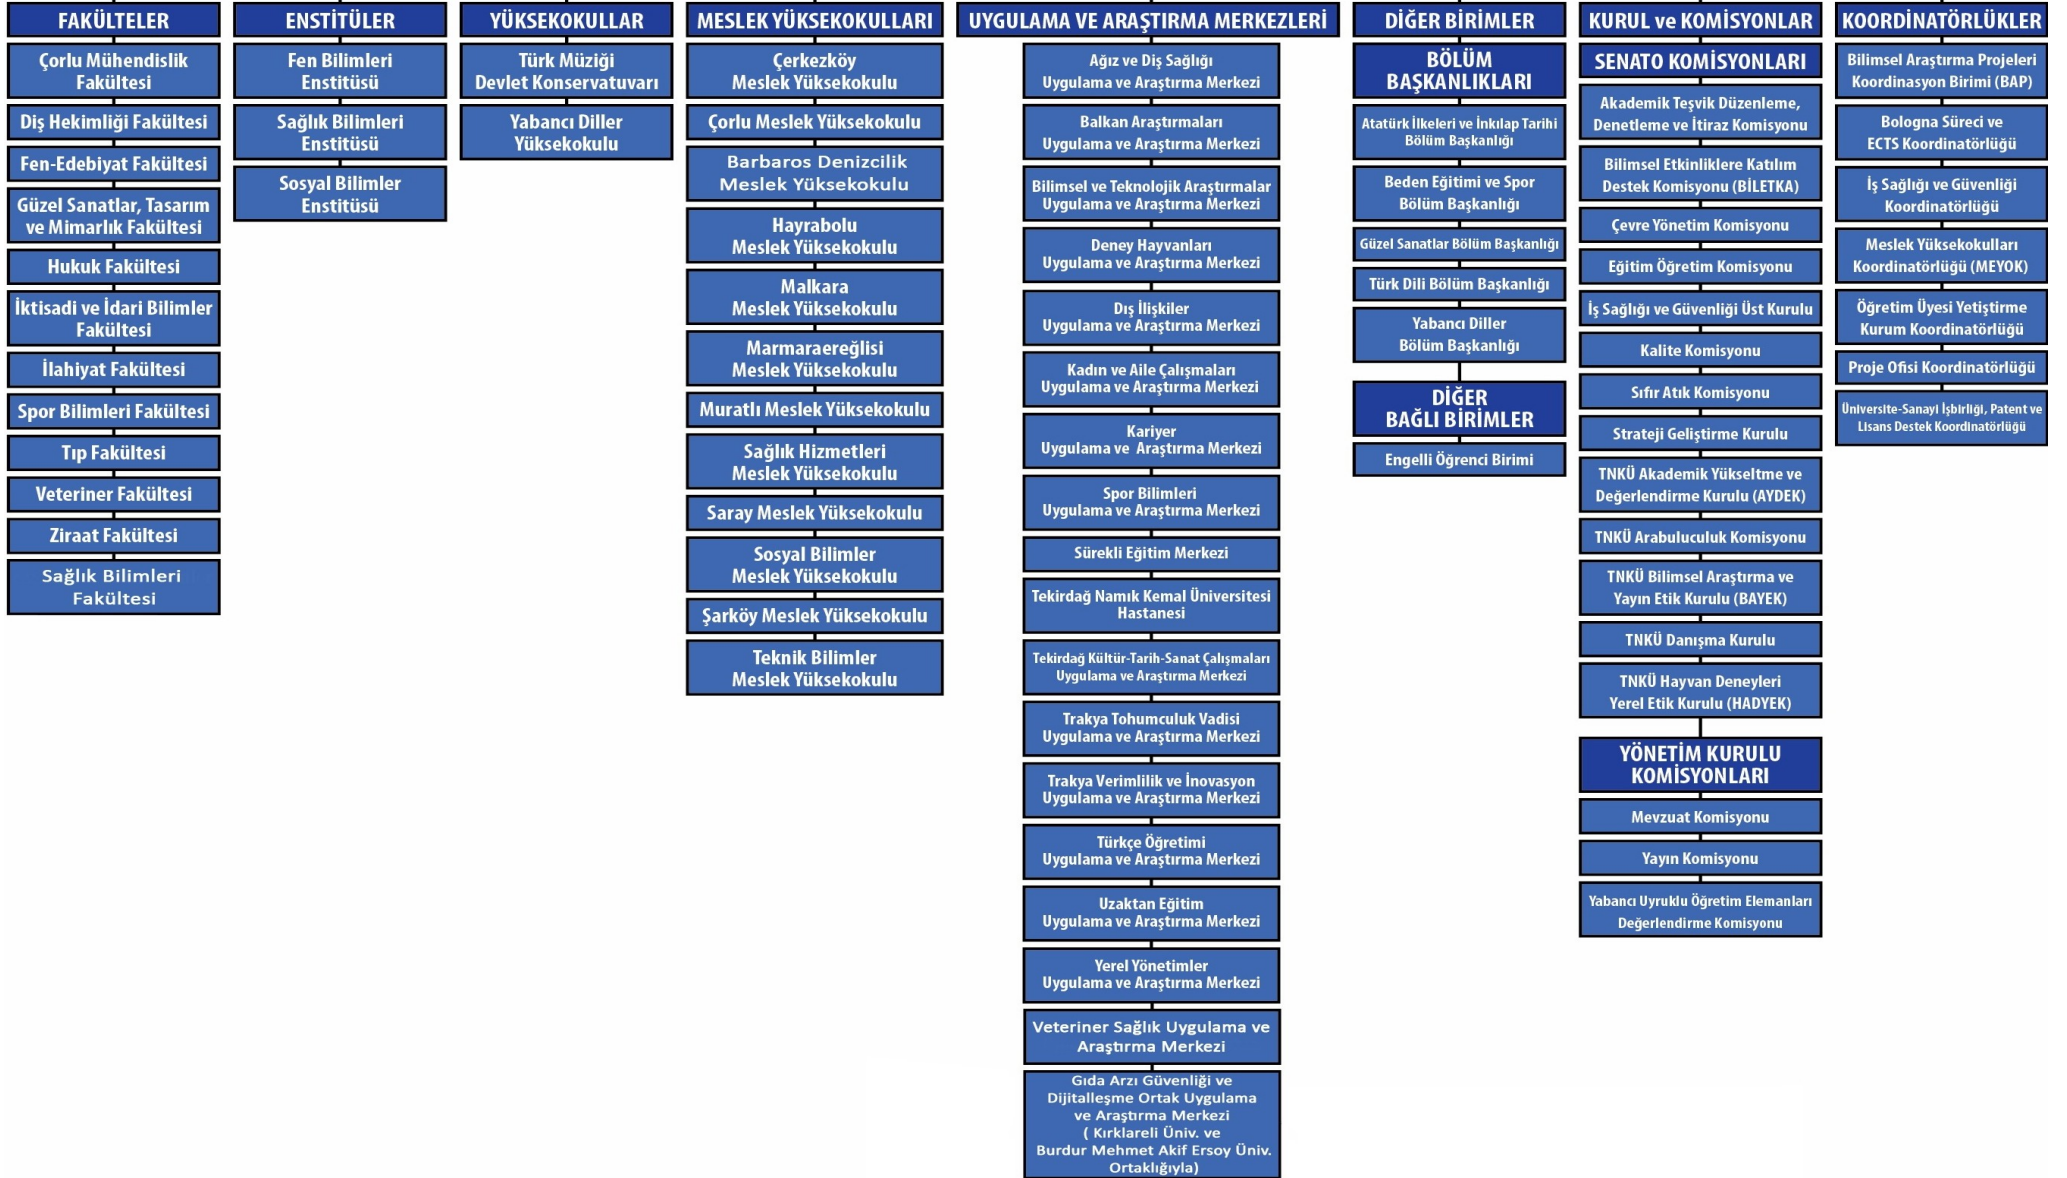 FAKÜLTELER
Çorlu Mühendislik
Fakültesi
Diş Hekimliği Fakültesi
Fen-Edebiyat Fakültesi
Güzel Sanatlar, Tasarım
ve Mimarlık Fakültesi
Hukuk Fakültesi
İktisadi ve İdari Bilimler
Fakültesi
İlahiyat Fakültesi
Spor Bilimleri Fakültesi
Tıp Fakültesi
Veteriner Fakültesi
Ziraat Fakültesi
Sağlık Bilimleri
Fakültesi
ENSTİTÜLER
Fen Bilimleri
Enstitüsü
Sağlık Bilimleri
Enstitüsü
Sosyal Bilimler
Enstitüsü
YÜKSEKOKULLAR
Türk Müziği
Devlet Konservatuvarı
Yabancı Diller
Yüksekokulu
MESLEK YÜKSEKOKULLARI
Çerkezköy
Meslek Yüksekokulu
Çorlu Meslek Yüksekokulu
Barbaros Denizcilik
Meslek Yüksekokulu
Hayrabolu
Meslek Yüksekokulu
Malkara
Meslek Yüksekokulu
Marmaraereğlisi
Meslek Yüksekokulu
Muratlı Meslek Yüksekokulu
Sağlık Hizmetleri
Meslek Yüksekokulu
Saray Meslek Yüksekokulu
Sosyal Bilimler
Meslek Yüksekokulu
Şarköy Meslek Yüksekokulu
Teknik Bilimler
Meslek Yüksekokulu
UYGULAMA VE ARAŞTIRMA MERKEZLERİ
Ağız ve Diş Sağlığı
Uygulama ve Araştırma Merkezi
Balkan Araştırmaları
Uygulama ve Araştırma Merkezi
Bilimsel ve Teknolojik Araştırmalar
Uygulama ve Araştırma Merkezi
Deney Hayvanları
Uygulama ve Araştırma Merkezi
Dış İlişkiler
Uygulama ve Araştırma Merkezi
Kadın ve Aile Çalışmaları
Uygulama ve Araştırma Merkezi
Kariyer
Uygulama ve Araştırma Merkezi
Spor Bilimleri
Uygulama ve Araştırma Merkezi
Sürekli Eğitim Merkezi
Tekirdağ Namık Kemal Üniversitesi
Hastanesi
Tekirdağ Kültür-Tarih-Sanat Çalışmaları
Uygulama ve Araştırma Merkezi
Trakya Tohumculuk Vadisi
Uygulama ve Araştırma Merkezi
Trakya Verimlilik ve İnovasyon
Uygulama ve Araştırma Merkezi
Türkçe Öğretimi
Uygulama ve Araştırma Merkezi
Uzaktan Eğitim
Uygulama ve Araştırma Merkezi
Yerel Yönetimler
Uygulama ve Araştırma Merkezi
Veteriner Sağlık Uygulama ve
Araştırma Merkezi
Gıda Arzı Güvenliği ve
Dijitalleşme Ortak Uygulama
ve Araştırma Merkezi
( Kırklareli Üniv. ve
Burdur Mehmet Akif Ersoy Üniv.
Ortaklığıyla)
DİĞER BİRİMLER
BÖLÜM
BAŞKANLIKLARI
Atatürk İlkeleri ve İnkılap Tarihi
Bölüm Başkanlığı
Beden Eğitimi ve Spor
Bölüm Başkanlığı
Güzel Sanatlar Bölüm Başkanlığı
Türk Dili Bölüm Başkanlığı
Yabancı Diller
Bölüm Başkanlığı
DİĞER
BAĞLI BİRİMLER
Engelli Öğrenci Birimi
KURUL ve KOMİSYONLAR
SENATO KOMİSYONLARI
Akademik Teşvik Düzenleme,
Denetleme ve İtiraz Komisyonu
Bilimsel Etkinliklere Katılım
Destek Komisyonu (BİLETKA)
Çevre Yönetim Komisyonu
Eğitim Öğretim Komisyonu
İş Sağlığı ve Güvenliği Üst Kurulu
Kalite Komisyonu
Sıfır Atık Komisyonu
Strateji Geliştirme Kurulu
TNKÜ Akademik Yükseltme ve
Değerlendirme Kurulu (AYDEK)
TNKÜ Arabuluculuk Komisyonu
TNKÜ Bilimsel Araştırma ve
Yayın Etik Kurulu (BAYEK)
TNKÜ Danışma Kurulu
TNKÜ Hayvan Deneyleri
Yerel Etik Kurulu (HADYEK)
YÖNETİM KURULU
KOMİSYONLARI
Mevzuat Komisyonu
Yayın Komisyonu
Yabancı Uyruklu Öğretim Elemanları
Değerlendirme Komisyonu
KOORDİNATÖRLÜKLER
Bilimsel Araştırma Projeleri
Koordinasyon Birimi (BAP)
Bologna Süreci ve
ECTS Koordinatörlüğü
İş Sağlığı ve Güvenliği
Koordinatörlüğü
Meslek Yüksekokulları
Koordinatörlüğü (MEYOK)
Öğretim Üyesi Yetiştirme
Kurum Koordinatörlüğü
Proje Ofisi Koordinatörlüğü
Üniversite-Sanayi İşbirliği, Patent ve
Lisans Destek Koordinatörlüğü